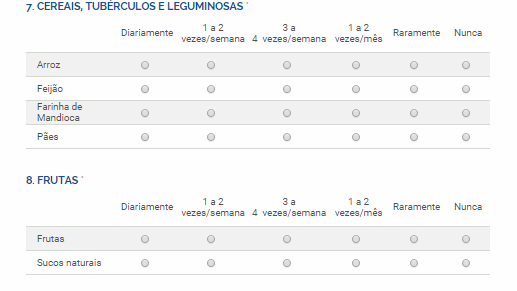 7. CEREAIS, TUBÉRCULOS E LEGUMINOSAS *
Diariamente 1 a 2 vezes/semana 3 a 4 vezes/semana 1 a 2 vezes/mês Raramente Nunca
Arroz
Feijão
Farinha de
Mandioca
Pães
8. FRUTAS *
Diariamente 1 a 2 vezes/semana 3 a 4 vezes/semana 1 a 2 vezes/mês Raramente Nunca
Frutas
Sucos naturais